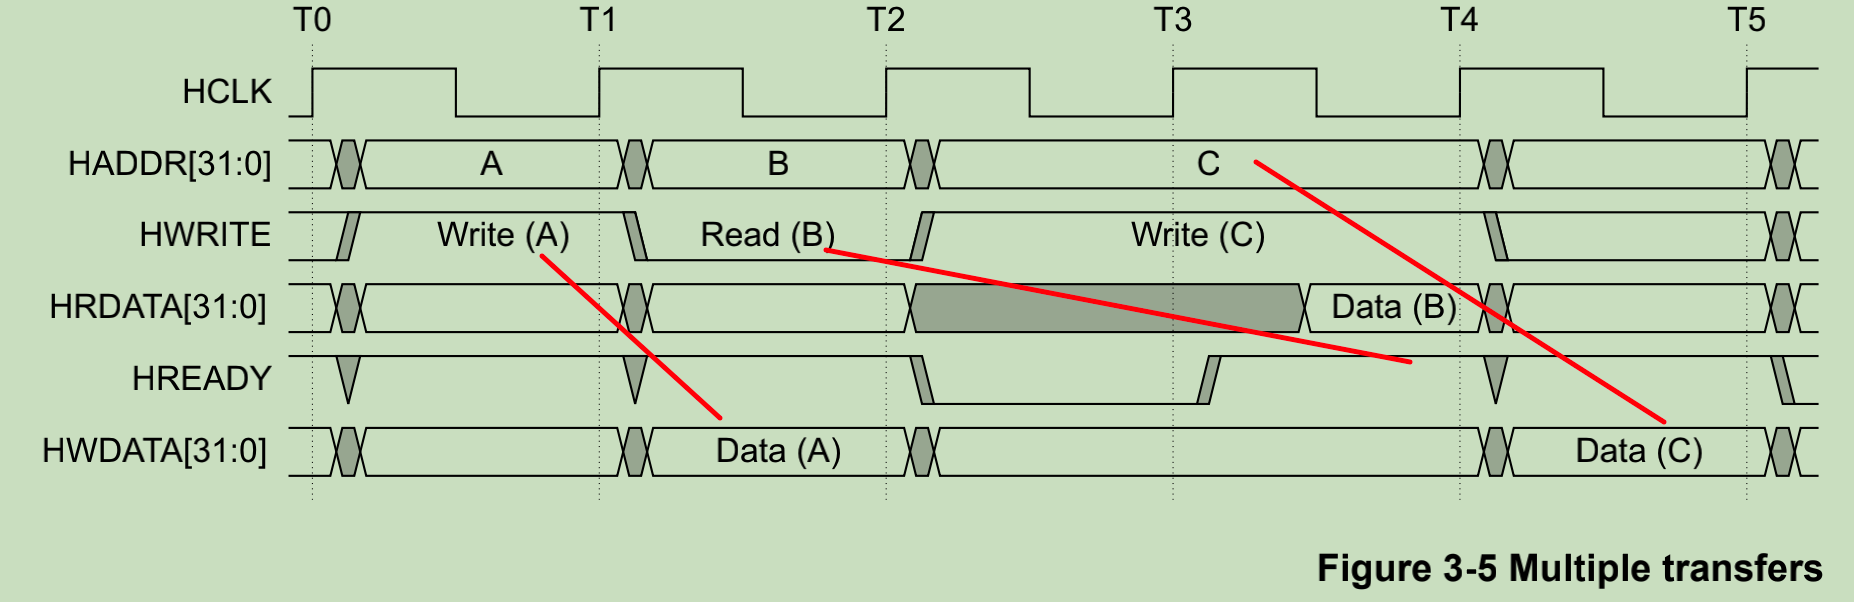 T0 T1 T2 T3 T4 T5
HCLK
HADDR[31:0] A B C
HWRITE Write (A) Read (B) Write (C)
HRDATA[31:0] Data (B)
HREADY
HWDATA[31:0] Data (A) Data (C)
Figure 3-5 Multiple transfers